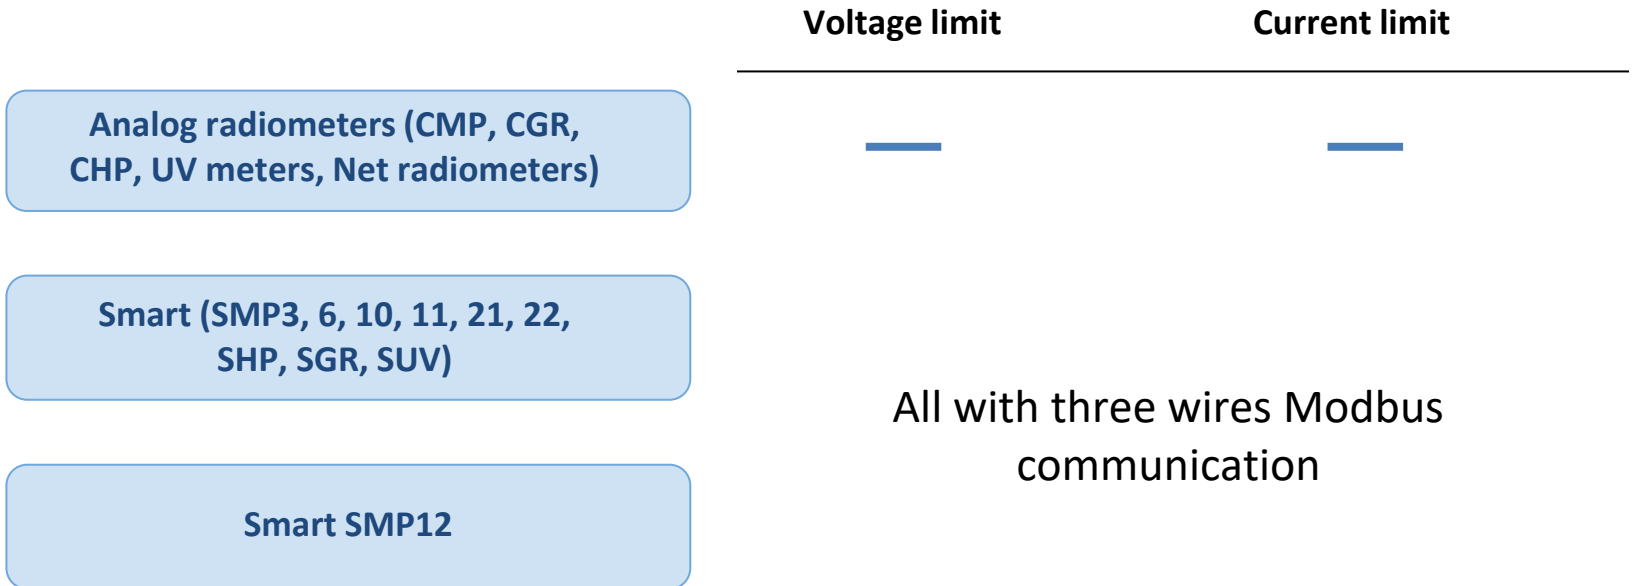 Voltage limit
Current limit
Analog radiometers (CMP, CGR,
CHP, UV meters, Net radiometers)
Smart (SMP3, 6, 10, 11, 21, 22,
SHP, SGR, SUV)
All with three wires Modbus
communication
Smart SMP12